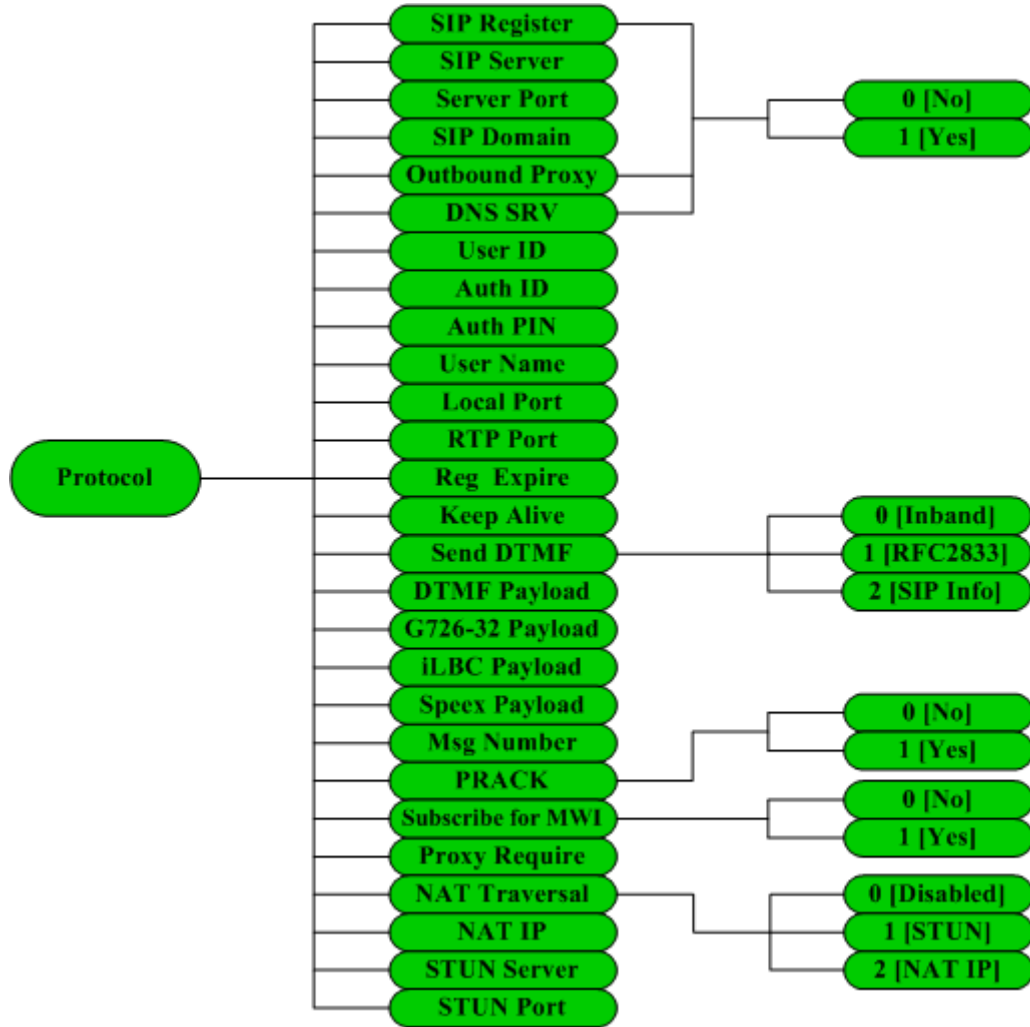 Protocol
SIP Register
SIP Server
Server Port
SIP Domain
Outbound Proxy
DNS SRV
User ID
Auth ID
Auth PIN
User Name
Local Port
RTP Port
Reg Expire
Keep Alive
Send DTMF
DTMF Payload
G726-32 Payload
iLBC Payload
Speex Payload
Msg Number
PRACK
Subscribe for MWI
Proxy Require
NAT Traversal
NAT IP
STUN Server
STUN Port
0 [No]
1 [Yes]
0 [Inband]
1 [RFC2833]
2 [SIP Info]
0 [No]
1 [Yes]
0 [No]
1 [Yes]
0 [Disabled]
1 [STUN]
2 [NAT IP]